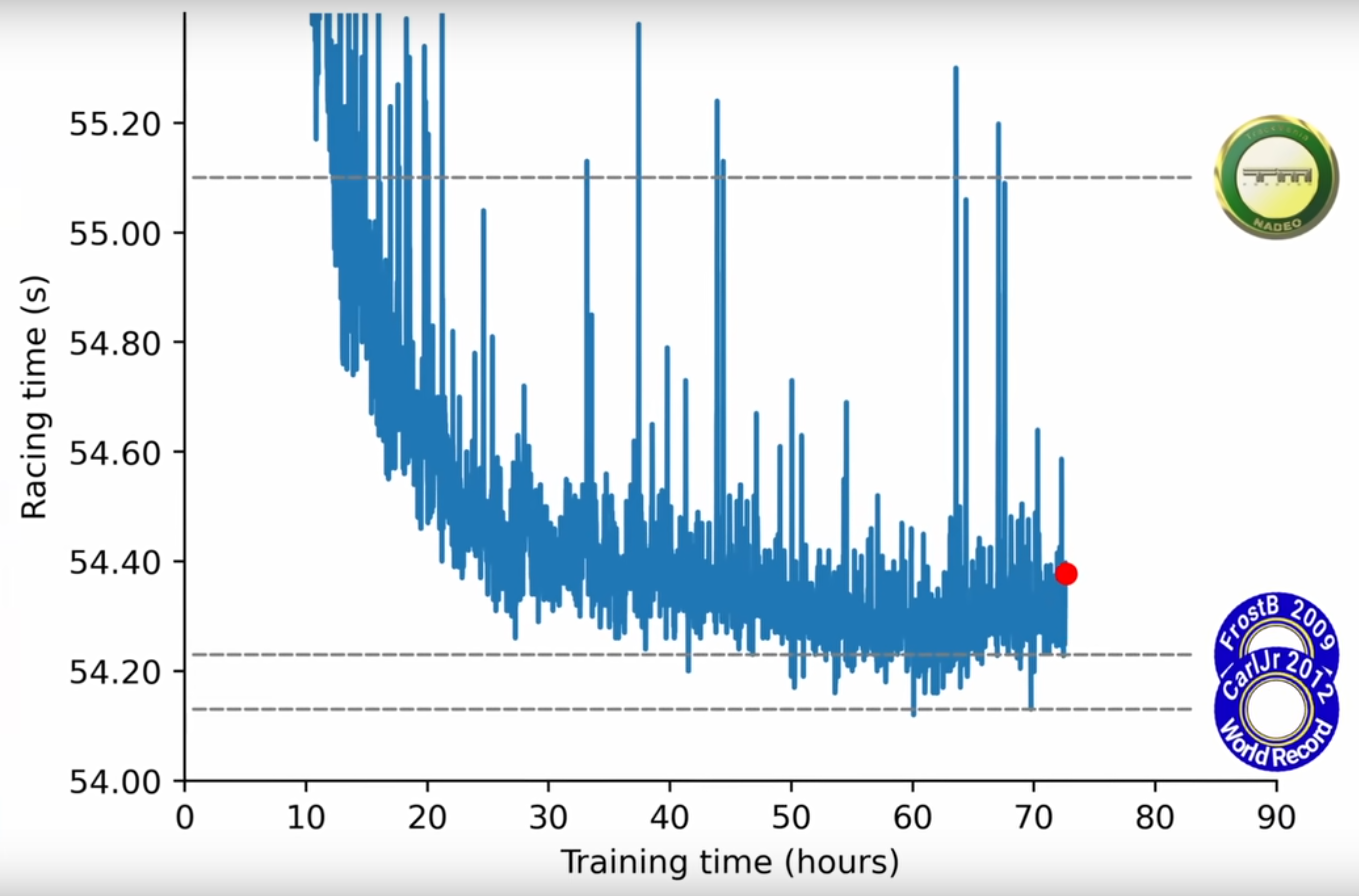 55.20
55.00
54.80
54.60
54.40
54.20
54.00
0 10 20 30 40 50 60 70 80 90
Racing time (s)
Training time (hours)
NADEO
FrostB 2009
CarlJr 2012
World Record